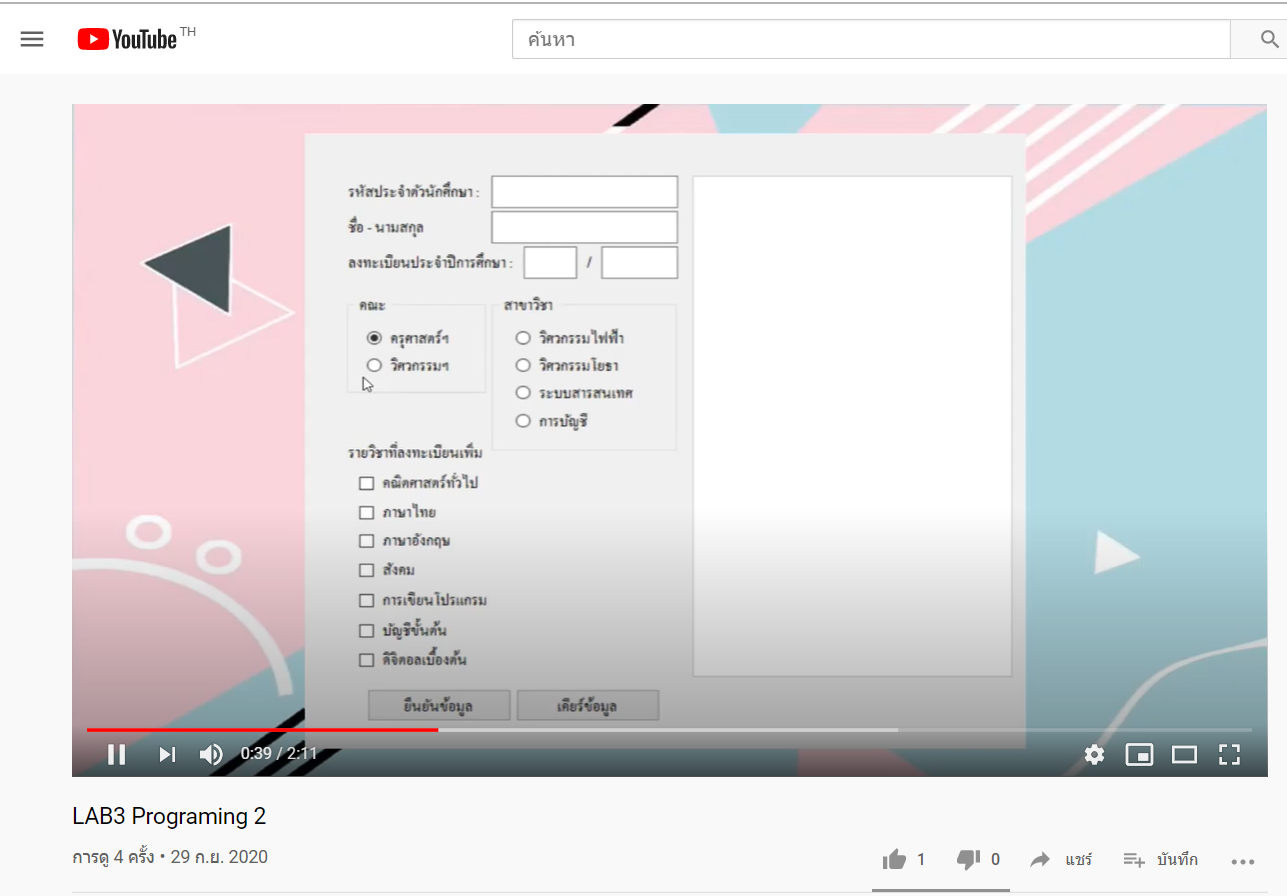 YouTube TH
ค้นหา
รหัสประจำตัวนักศึกษา :
ชื่อ - นามสกุล
ลงทะเบียนประจำปีการศึกษา : /
คณะ
ครุศาสตร์ฯ
วิศวกรรมฯ
สาขาวิชา
วิศวกรรมไฟฟ้า
วิศวกรรมโยธา
ระบบสารสนเทศ
การบัญชี
รายวิชาที่ลงทะเบียนเพิ่ม
คณิตศาสตร์ทั่วไป
ภาษาไทย
ภาษาอังกฤษ
สังคม
การเขียนโปรแกรม
บัญชีขั้นต้น
ดิจิตอลเบื้องต้น
ยืนยันข้อมูล เคียร์ข้อมูล
0:39 / 2:11
LAB3 Programing 2
การดู 4 ครั้ง • 29 ก.ย. 2020
1 0 แชร์ บันทึก